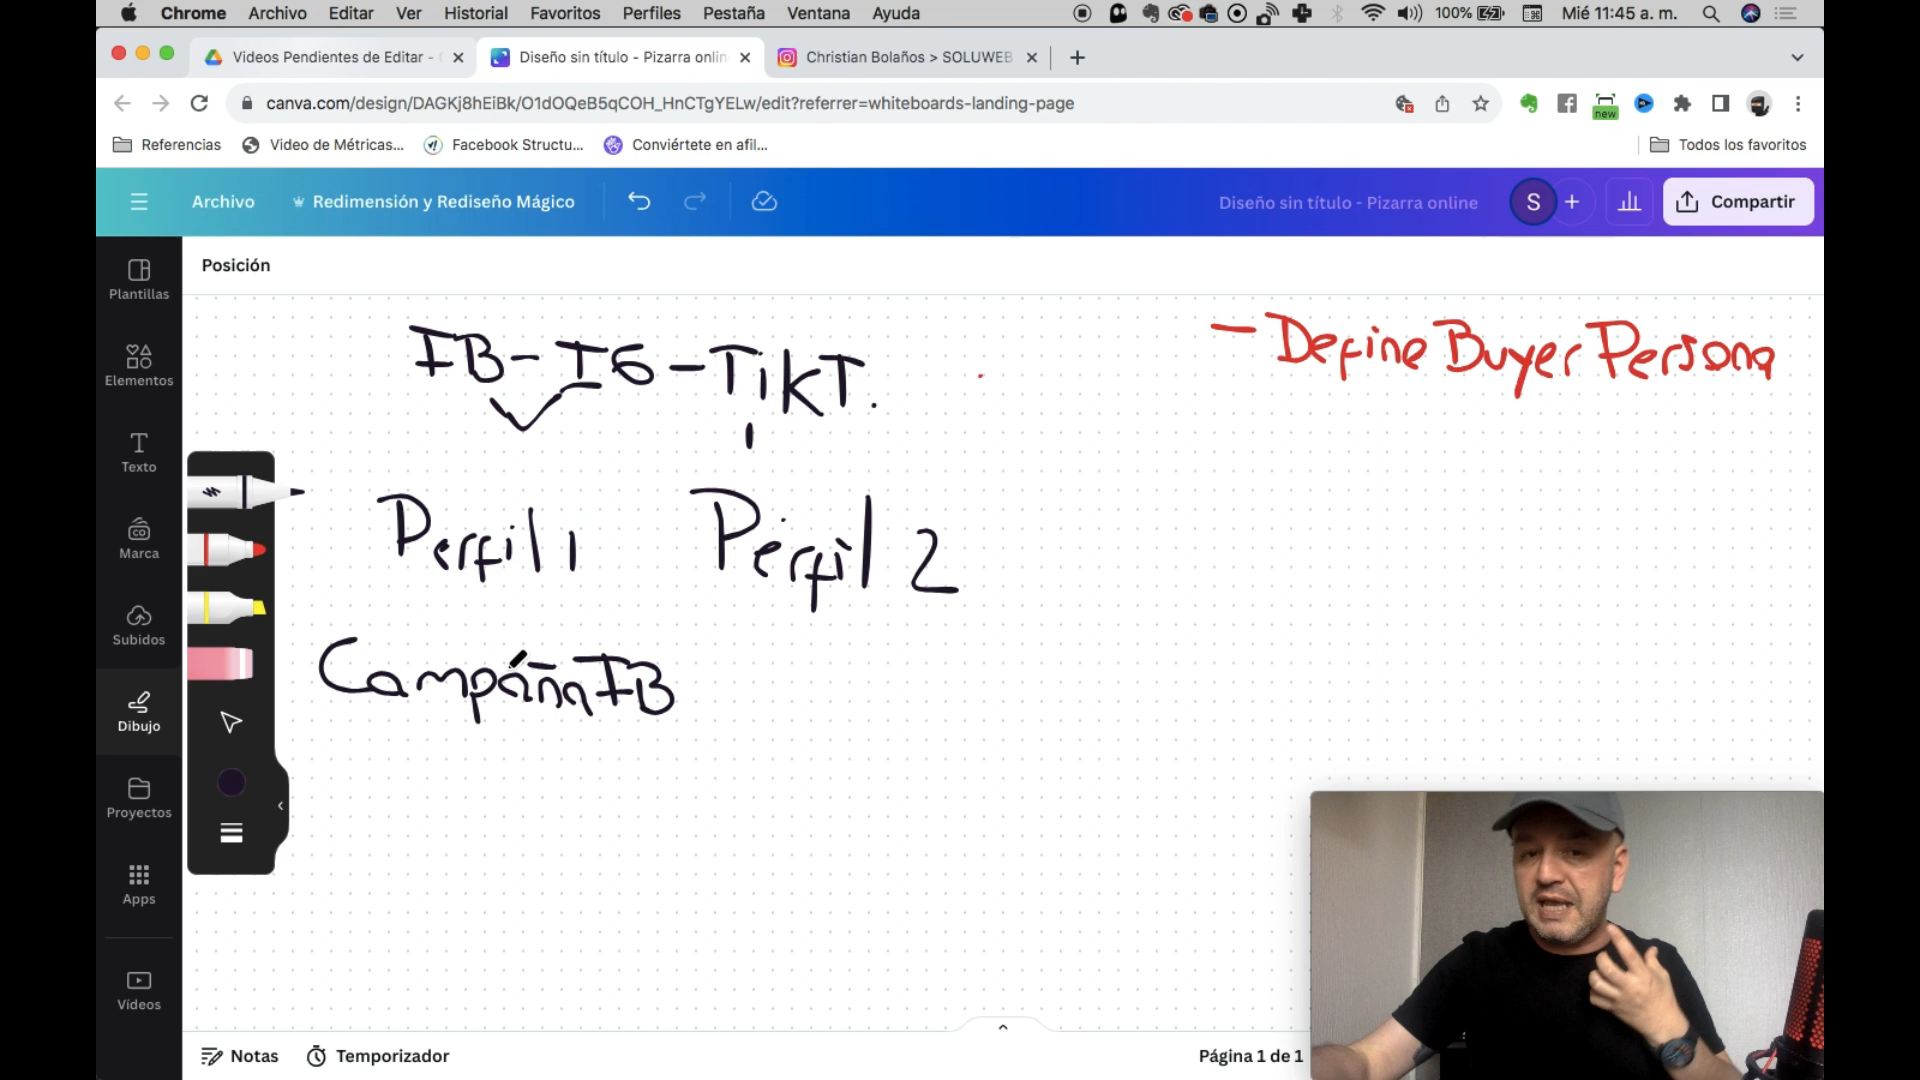 Chrome Archivo Editar Ver Historial Favoritos Perfiles Pestaña Ventana Ayuda 100% Mié 11:45 a. m.
Videos Pendientes de Editar - Diseño sin título - Pizarra onlin Christian Bolaños > SOLUWEB
canva.com/design/DAGKj8hEiBk/O1dOQeB5qCOH_HnCTgYELw/edit?referrer=whiteboards-landing-page
new
Referencias Video de Métricas... Facebook Structu... Conviértete en afil... Todos los favoritos
Archivo Redimensión y Rediseño Mágico Diseño sin título - Pizarra online S + Compartir
Posición
Plantillas
Elementos
Texto
Marca
Subidos
Dibujo
Proyectos
Apps
Vídeos
FB - IG - TikT.
- Define Buyer Persona
Perfil 1 Perfil 2
Campaña FB
Notas Temporizador Página 1 de 1